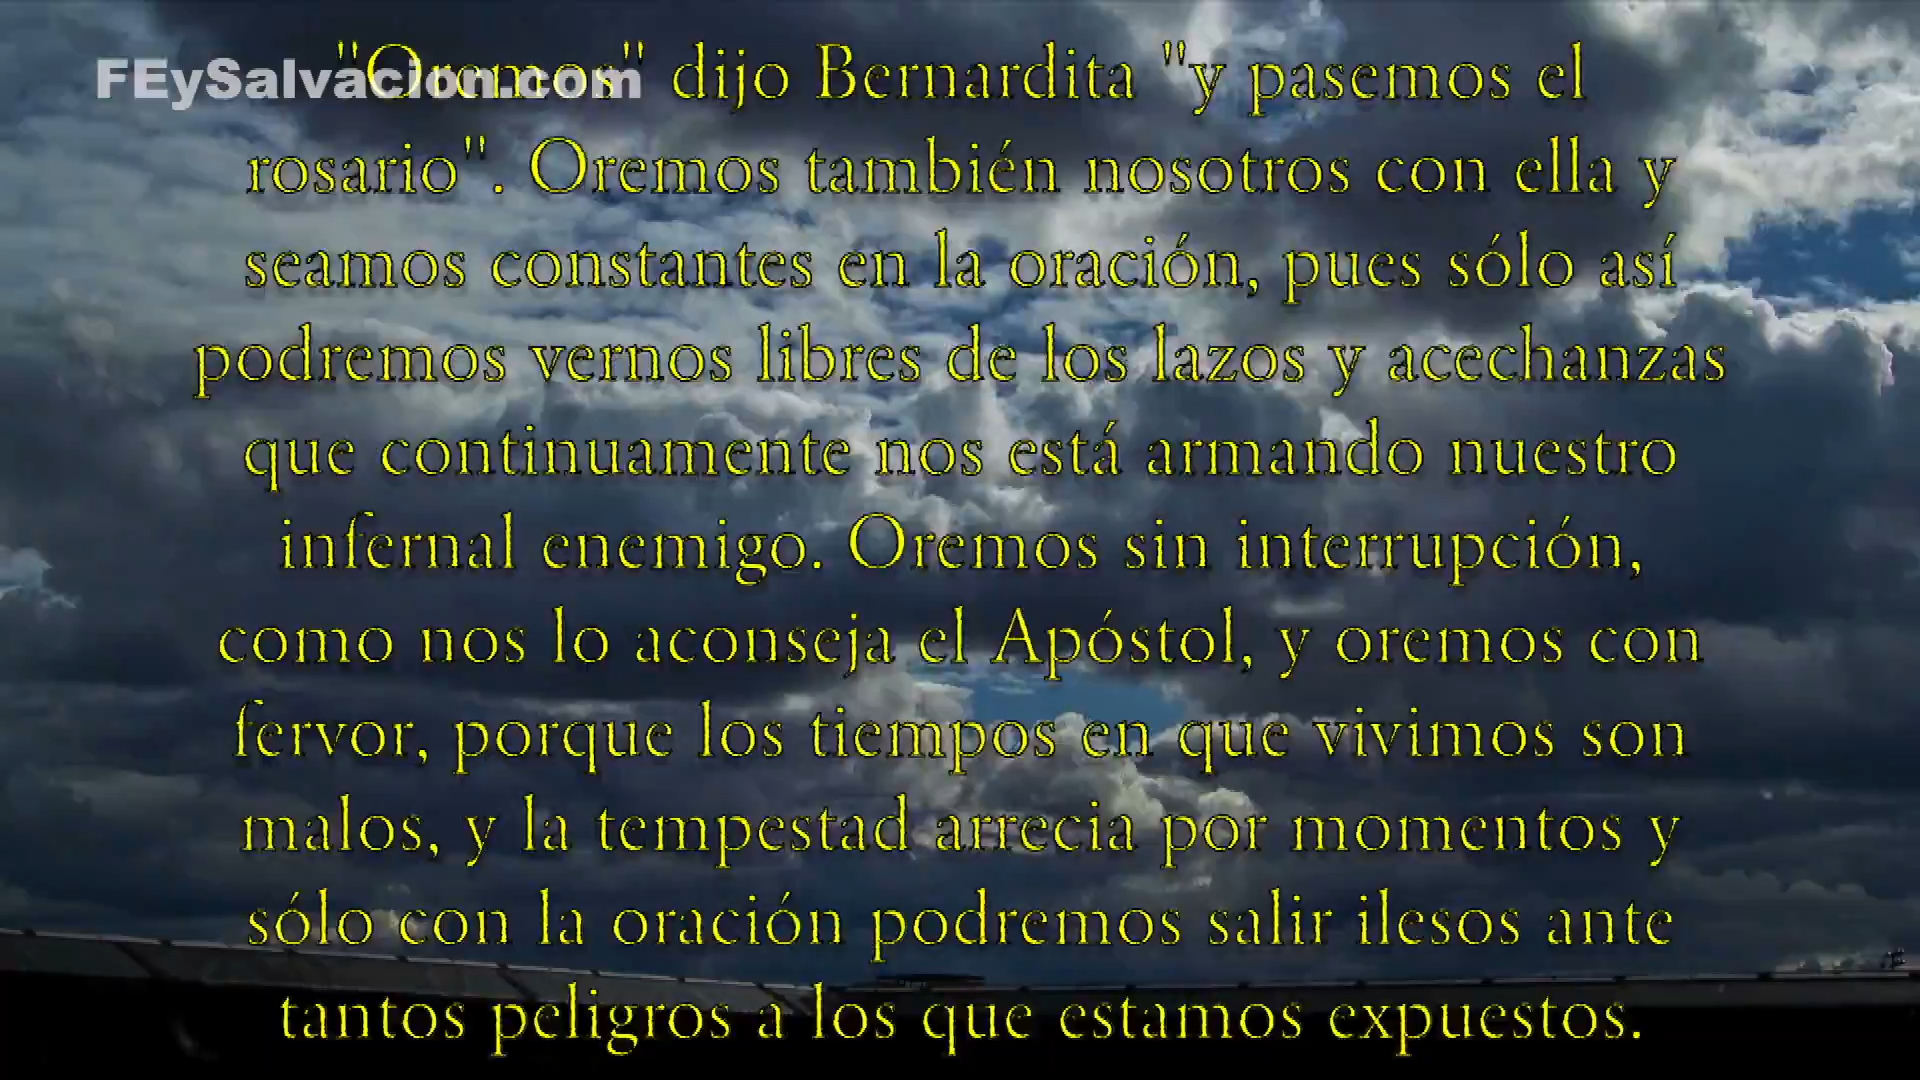 FEySalvacion.com
"Oremos" dijo Bernardita "y pasemos el
rosario". Oremos también nosotros con ella y
seamos constantes en la oración, pues sólo así
podremos vernos libres de los lazos y acechanzas
que continuamente nos está armando nuestro
infernal enemigo. Oremos sin interrupción,
como nos lo aconseja el Apóstol, y oremos con
fervor, porque los tiempos en que vivimos son
malos, y la tempestad arrecia por momentos y
sólo con la oración podremos salir ilesos ante
tantos peligros a los que estamos expuestos.